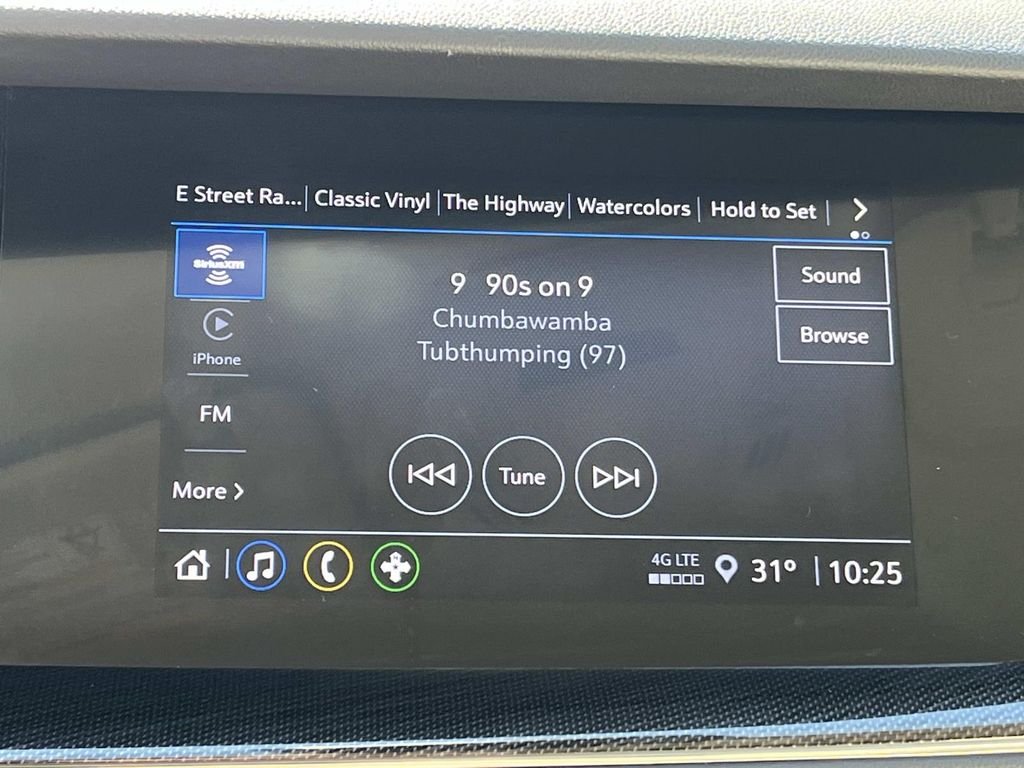 E Street Ra... Classic Vinyl The Highway Watercolors Hold to Set
SiriusXM
9 90s on 9
Chumbawamba
Tubthumping (97)
Sound
Browse
iPhone
FM
Tune
More
4G LTE
31° 10:25